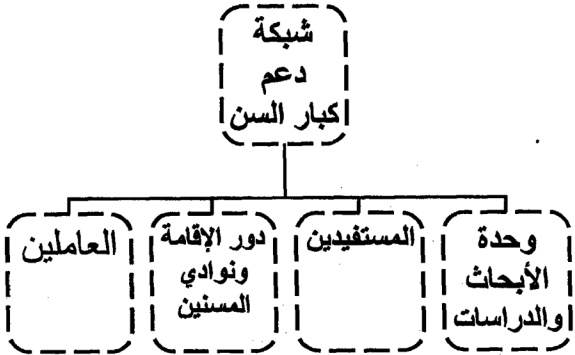 شبكة
دعم
كبار السن
وحدة
الأبحاث
والدراسات
المستفيدين
دور الإقامة
ونوادي
المسنين
العاملين